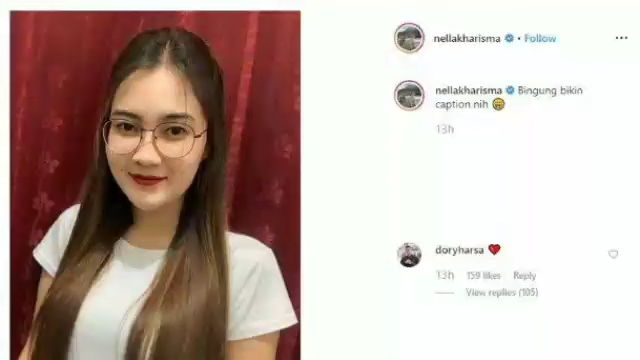 nellakharisma • Follow
nellakharisma Bingung bikin
caption nih
13h
doryharsa
13h 159 likes Reply
View replies (105)